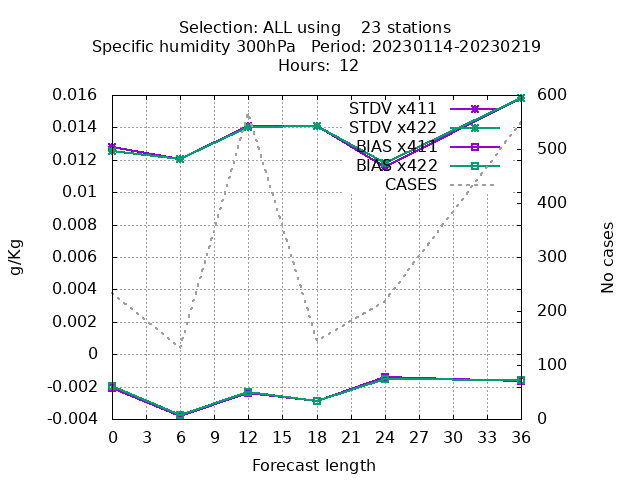 Selection: ALL using    23 stations
Specific humidity 300hPa   Period: 20230114-20230219
Hours:  12
STDV x411
STDV x422
BIAS x411
BIAS x422
CASES
0.016
0.014
0.012
0.01
0.008
0.006
0.004
0.002
0
-0.002
-0.004
g/Kg
600
500
400
300
200
100
0
No cases
0 3 6 9 12 15 18 21 24 27 30 33 36
Forecast length